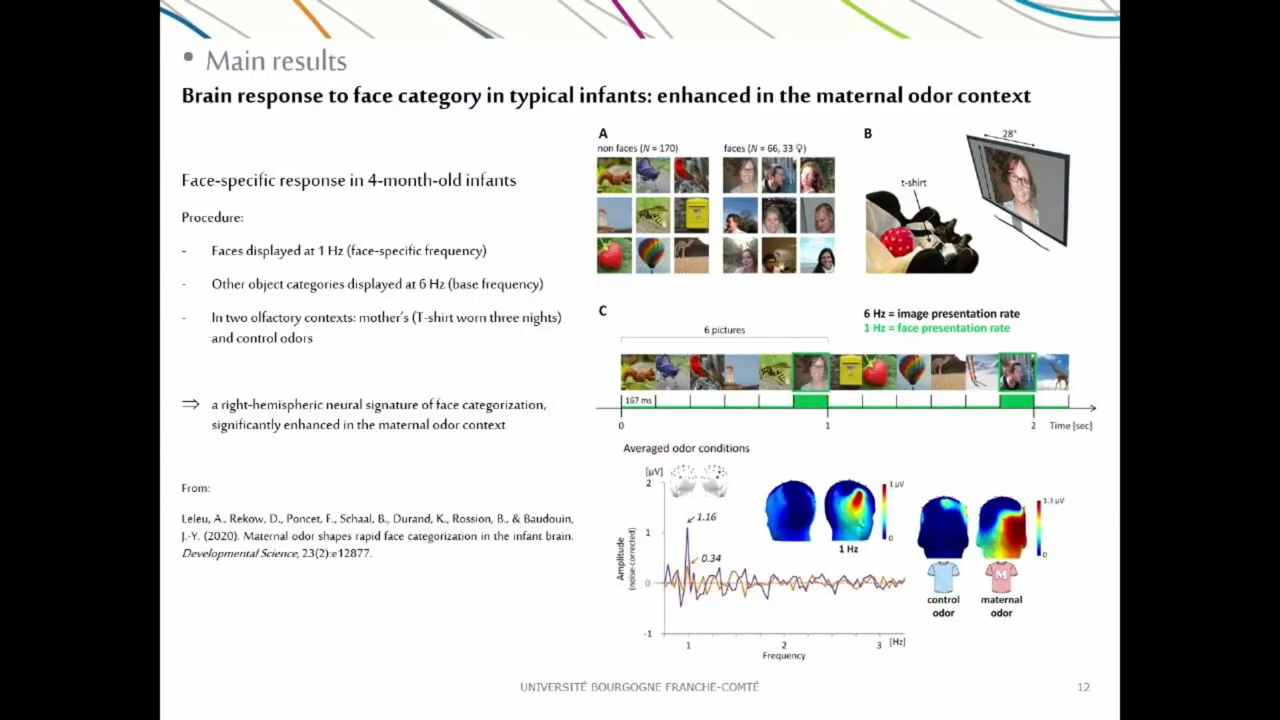 • Main results
Brain response to face category in typical infants: enhanced in the maternal odor context
Face-specific response in 4-month-old infants
Procedure:
- Faces displayed at 1 Hz (face-specific frequency)
- Other object categories displayed at 6 Hz (base frequency)
- In two olfactory contexts: mother's (T-shirt worn three nights)
and control odors
⇒ a right-hemispheric neural signature of face categorization,
significantly enhanced in the maternal odor context
From:
Leleu, A., Rekow, D., Poncet, F., Schaal, B., Durand, K., Rossion, B., & Baudouin,
J.-Y. (2020). Maternal odor shapes rapid face categorization in the infant brain.
Developmental Science, 23(2):e12877.
A
non faces (N = 170)
faces (N = 66, 33 ♀)
B
28°
t-shirt
C
6 Hz = image presentation rate
1 Hz = face presentation rate
6 pictures
167 ms
0 1 2 Time [sec]
Averaged odor conditions
[µV]
2
1
0
-1
Amplitude
(noise-corrected)
1.16
0.34
1 2 3 [Hz]
Frequency
1 µV
0
1 Hz
1.3 µV
0
M
control
odor
maternal
odor
UNIVERSITÉ BOURGOGNE FRANCHE-COMTÉ
12